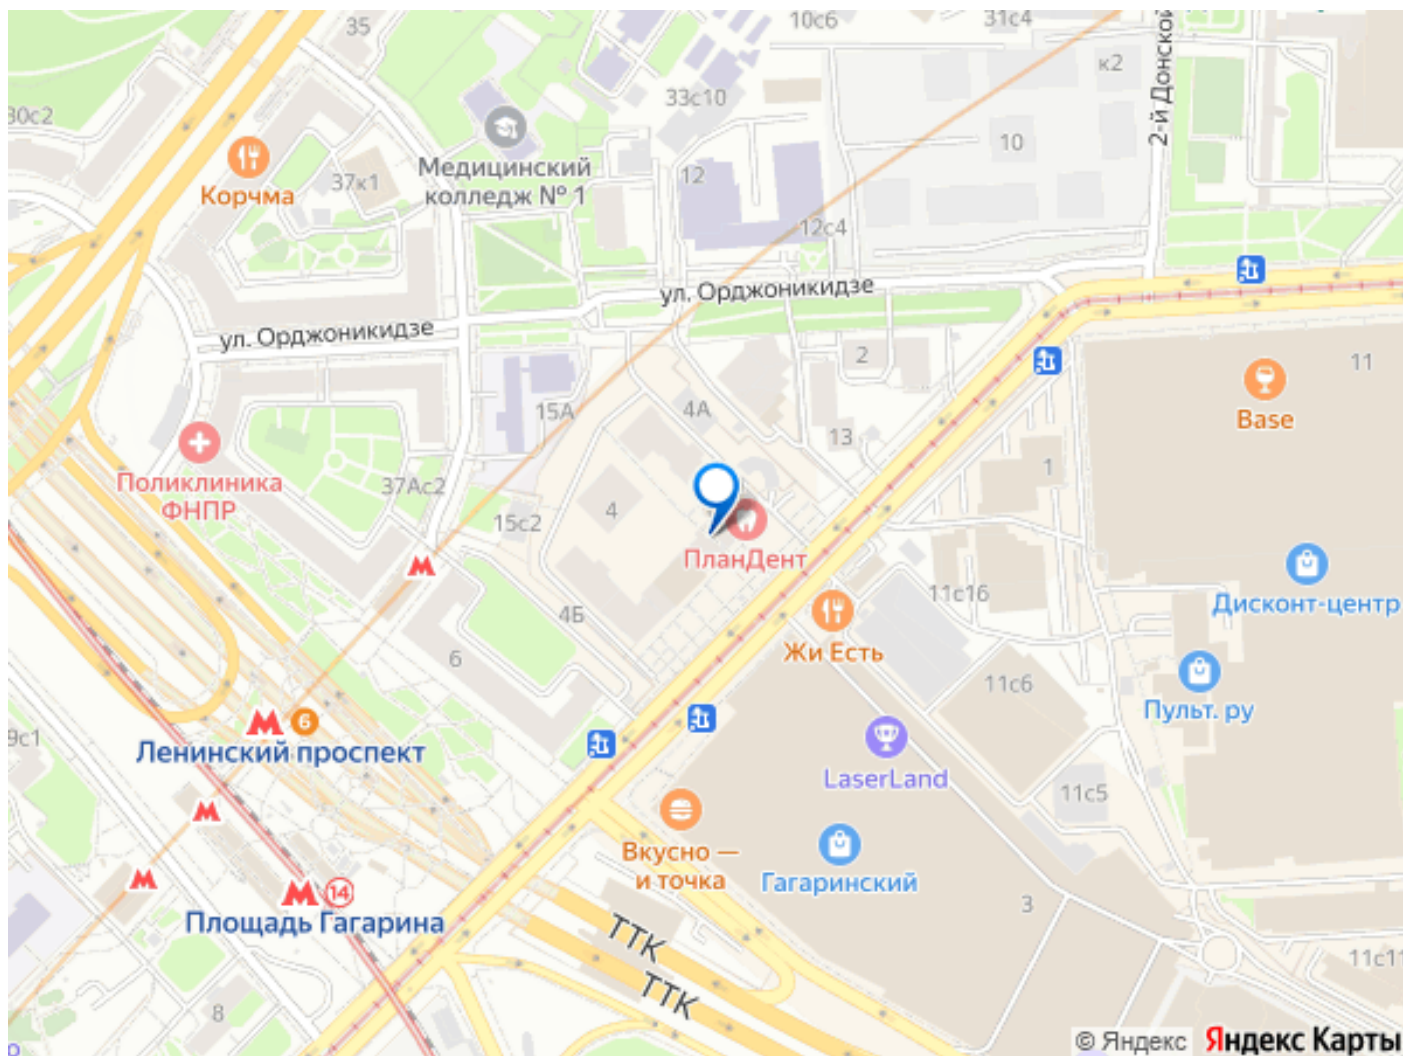 35
10с6
31с4
к2
2-й Донской
30с2
33с10
10
Корчма
37к1
Медицинский
колледж № 1
12
12с4
ул. Орджоникидзе
ул. Орджоникидзе
2
11
Base
15А
4А
13
1
Поликлиника
ФНПР
37Ас2
4
15с2
ПланДент
11с16
Дисконт-центр
4Б
Жи Есть
6
11с6
Пульт. ру
М
6
Ленинский проспект
9с1
LaserLand
11с5
М
М
М
Вкусно —
и точка
Гагаринский
М
14
Площадь Гагарина
3
ТТК
ТТК
11с11
8
© Яндекс
Яндекс Карты